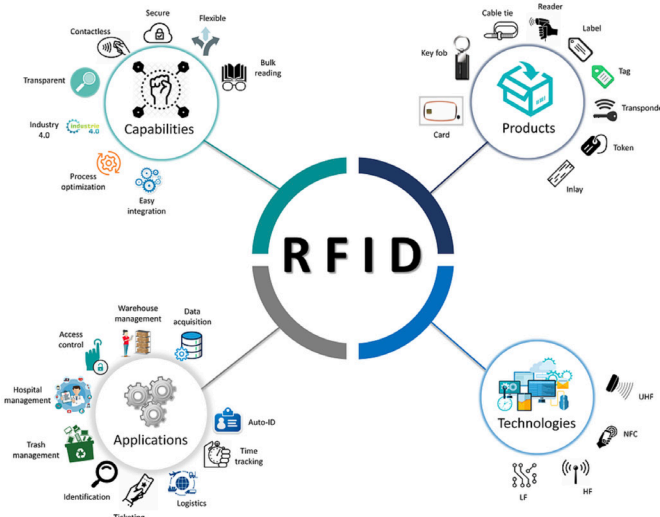 Secure
Flexible
Contactless
Bulk
reading
Transparent
Capabilities
Industry
4.0
industrie
4.0
Process
optimization
Easy
integration
Cable tie
Reader
Label
Key fob
Tag
Transponde
Card
Products
Token
Inlay
RFID
Warehouse
management
Data
acquisition
Access
control
Hospital
management
Auto-ID
Trash
management
Applications
Time
tracking
Identification
Logistics
Ticketing
Technologies
UHF
NFC
LF
HF